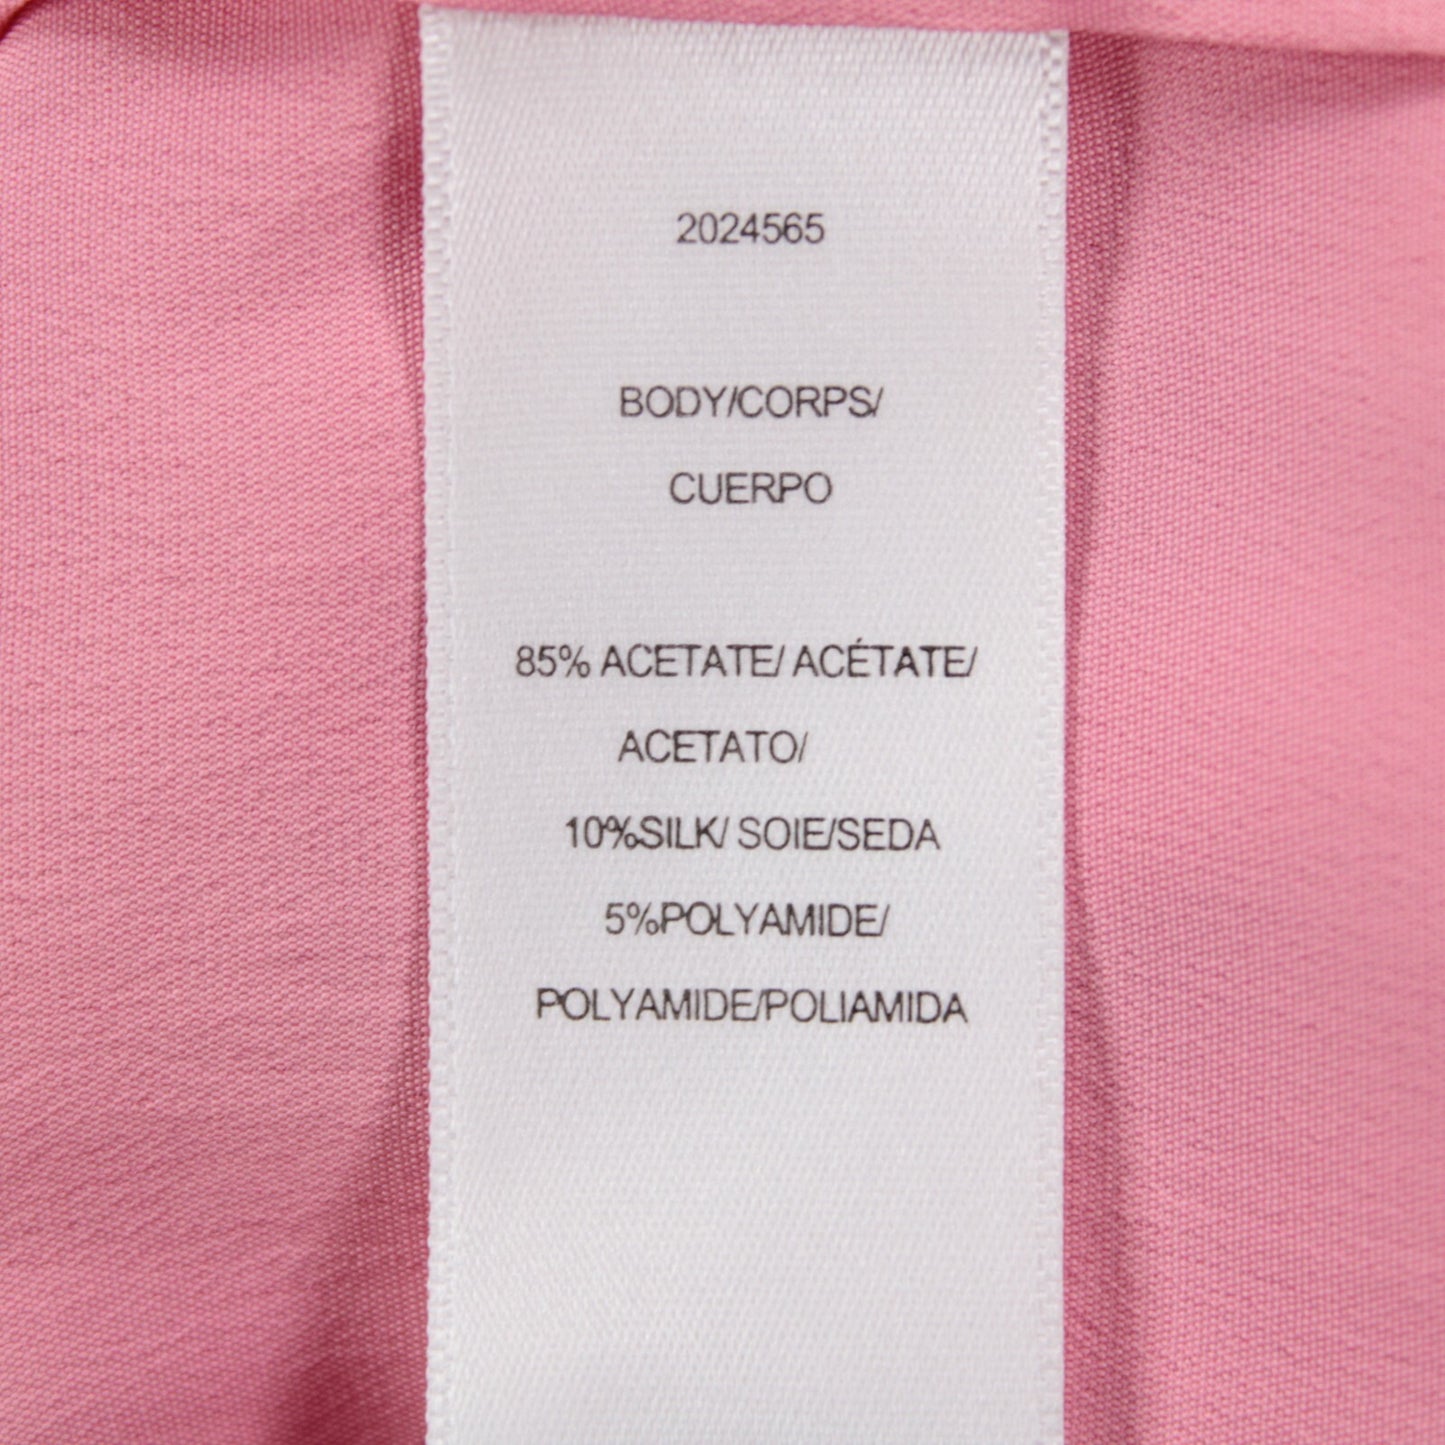 2024565
BODY/CORPS/
CUERPO
85% ACETATE/ ACÉTATE/
ACETATO/
10%SILK/ SOIE/SEDA
5%POLYAMIDE/
POLYAMIDE/POLIAMIDA